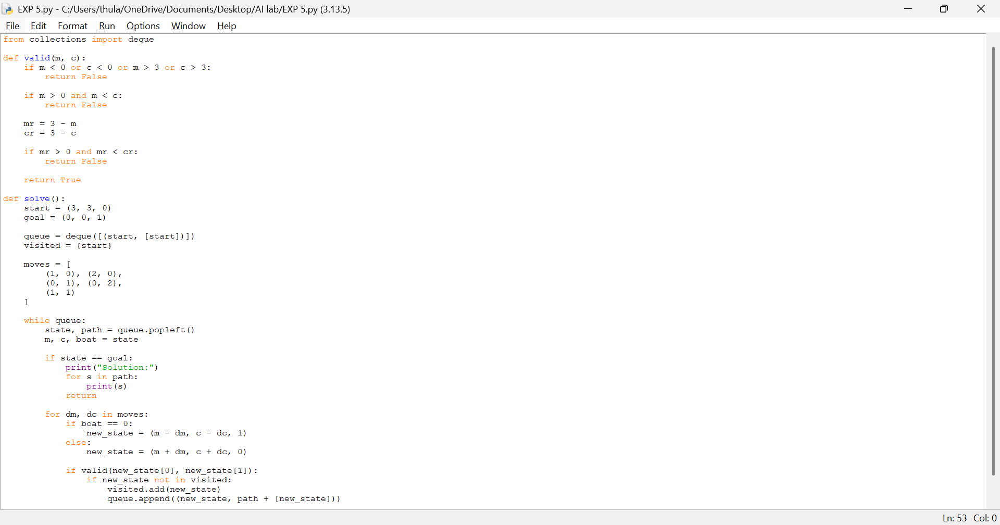 EXP 5.py - C:/Users/thula/OneDrive/Documents/Desktop/AI lab/EXP 5.py (3.13.5)
File Edit Format Run Options Window Help
from collections import deque

def valid(m, c):
    if m < 0 or c < 0 or m > 3 or c > 3:
        return False

    if m > 0 and m < c:
        return False

    mr = 3 - m
    cr = 3 - c

    if mr > 0 and mr < cr:
        return False

    return True

def solve():
    start = (3, 3, 0)
    goal = (0, 0, 1)

    queue = deque([(start, [start])])
    visited = {start}

    moves = [
        (1, 0), (2, 0),
        (0, 1), (0, 2),
        (1, 1)
    ]

    while queue:
        state, path = queue.popleft()
        m, c, boat = state

        if state == goal:
            print("Solution:")
            for s in path:
                print(s)
            return

        for dm, dc in moves:
            if boat == 0:
                new_state = (m - dm, c - dc, 1)
            else:
                new_state = (m + dm, c + dc, 0)

            if valid(new_state[0], new_state[1]):
                if new_state not in visited:
                    visited.add(new_state)
                    queue.append((new_state, path + [new_state]))
Ln: 53 Col: 0